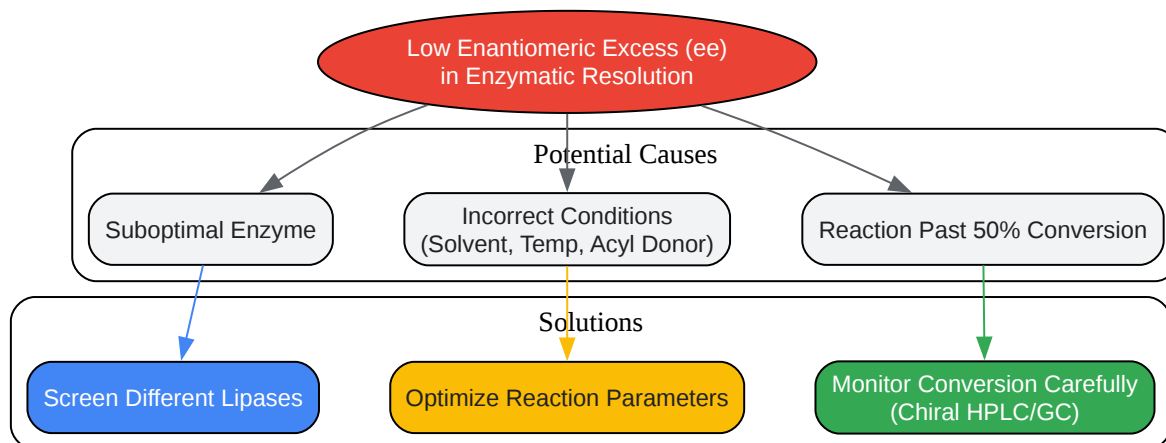 Low Enantiomeric Excess (ee)
in Enzymatic Resolution
Potential Causes
Suboptimal Enzyme
Incorrect Conditions
(Solvent, Temp, Acyl Donor)
Reaction Past 50% Conversion
Solutions
Screen Different Lipases
Optimize Reaction Parameters
Monitor Conversion Carefully
(Chiral HPLC/GC)